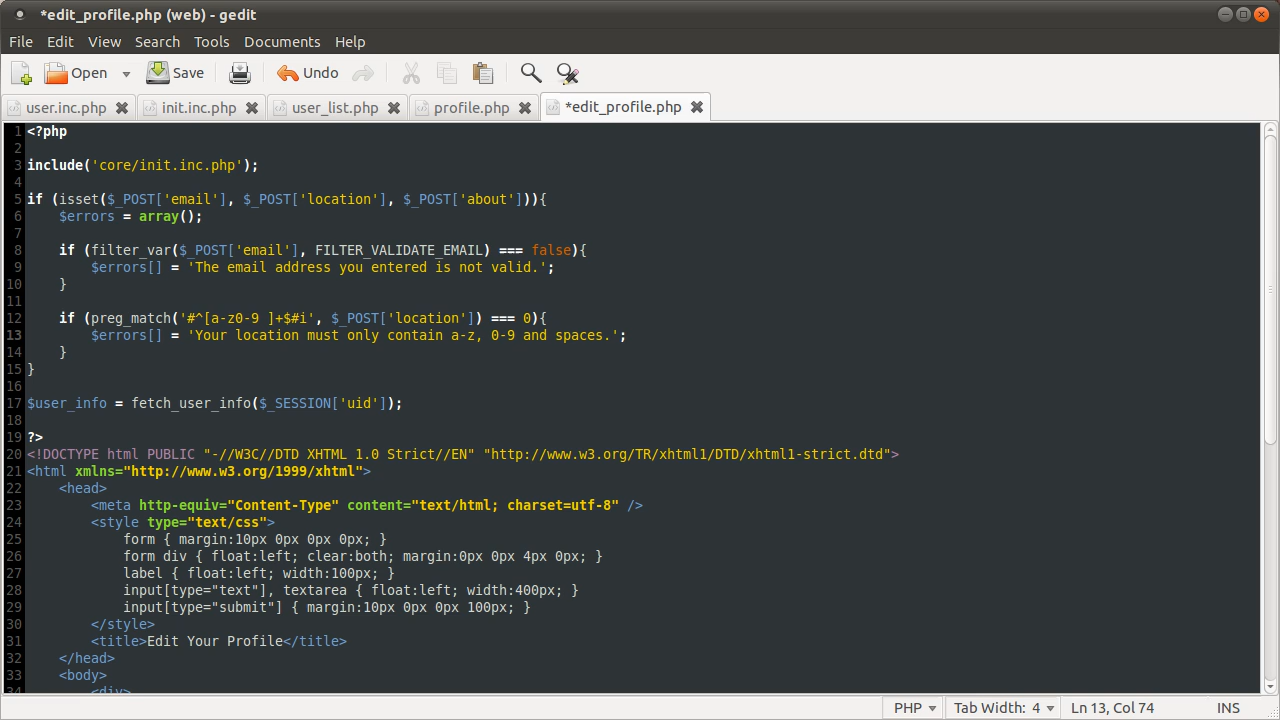 *edit_profile.php (web) - gedit
File Edit View Search Tools Documents Help
Open Save Undo
user.inc.php init.inc.php user_list.php profile.php *edit_profile.php
1 <?php
2
3 include('core/init.inc.php');
4
5 if (isset($_POST['email'], $_POST['location'], $_POST['about'])){
6     $errors = array();
7
8     if (filter_var($_POST['email'], FILTER_VALIDATE_EMAIL) === false){
9         $errors[] = 'The email address you entered is not valid.';
10     }
11
12     if (preg_match('#^[a-z0-9 ]+$#i', $_POST['location']) === 0){
13         $errors[] = 'Your location must only contain a-z, 0-9 and spaces.';
14     }
15 }
16
17 $user_info = fetch_user_info($_SESSION['uid']);
18
19 ?>
20 <!DOCTYPE html PUBLIC "-//W3C//DTD XHTML 1.0 Strict//EN" "http://www.w3.org/TR/xhtml1/DTD/xhtml1-strict.dtd">
21 <html xmlns="http://www.w3.org/1999/xhtml">
22     <head>
23         <meta http-equiv="Content-Type" content="text/html; charset=utf-8" />
24         <style type="text/css">
25             form { margin:10px 0px 0px 0px; }
26             form div { float:left; clear:both; margin:0px 0px 4px 0px; }
27             label { float:left; width:100px; }
28             input[type="text"], textarea { float:left; width:400px; }
29             input[type="submit"] { margin:10px 0px 0px 100px; }
30         </style>
31         <title>Edit Your Profile</title>
32     </head>
33     <body>
34         <div>
PHP Tab Width: 4 Ln 13, Col 74 INS